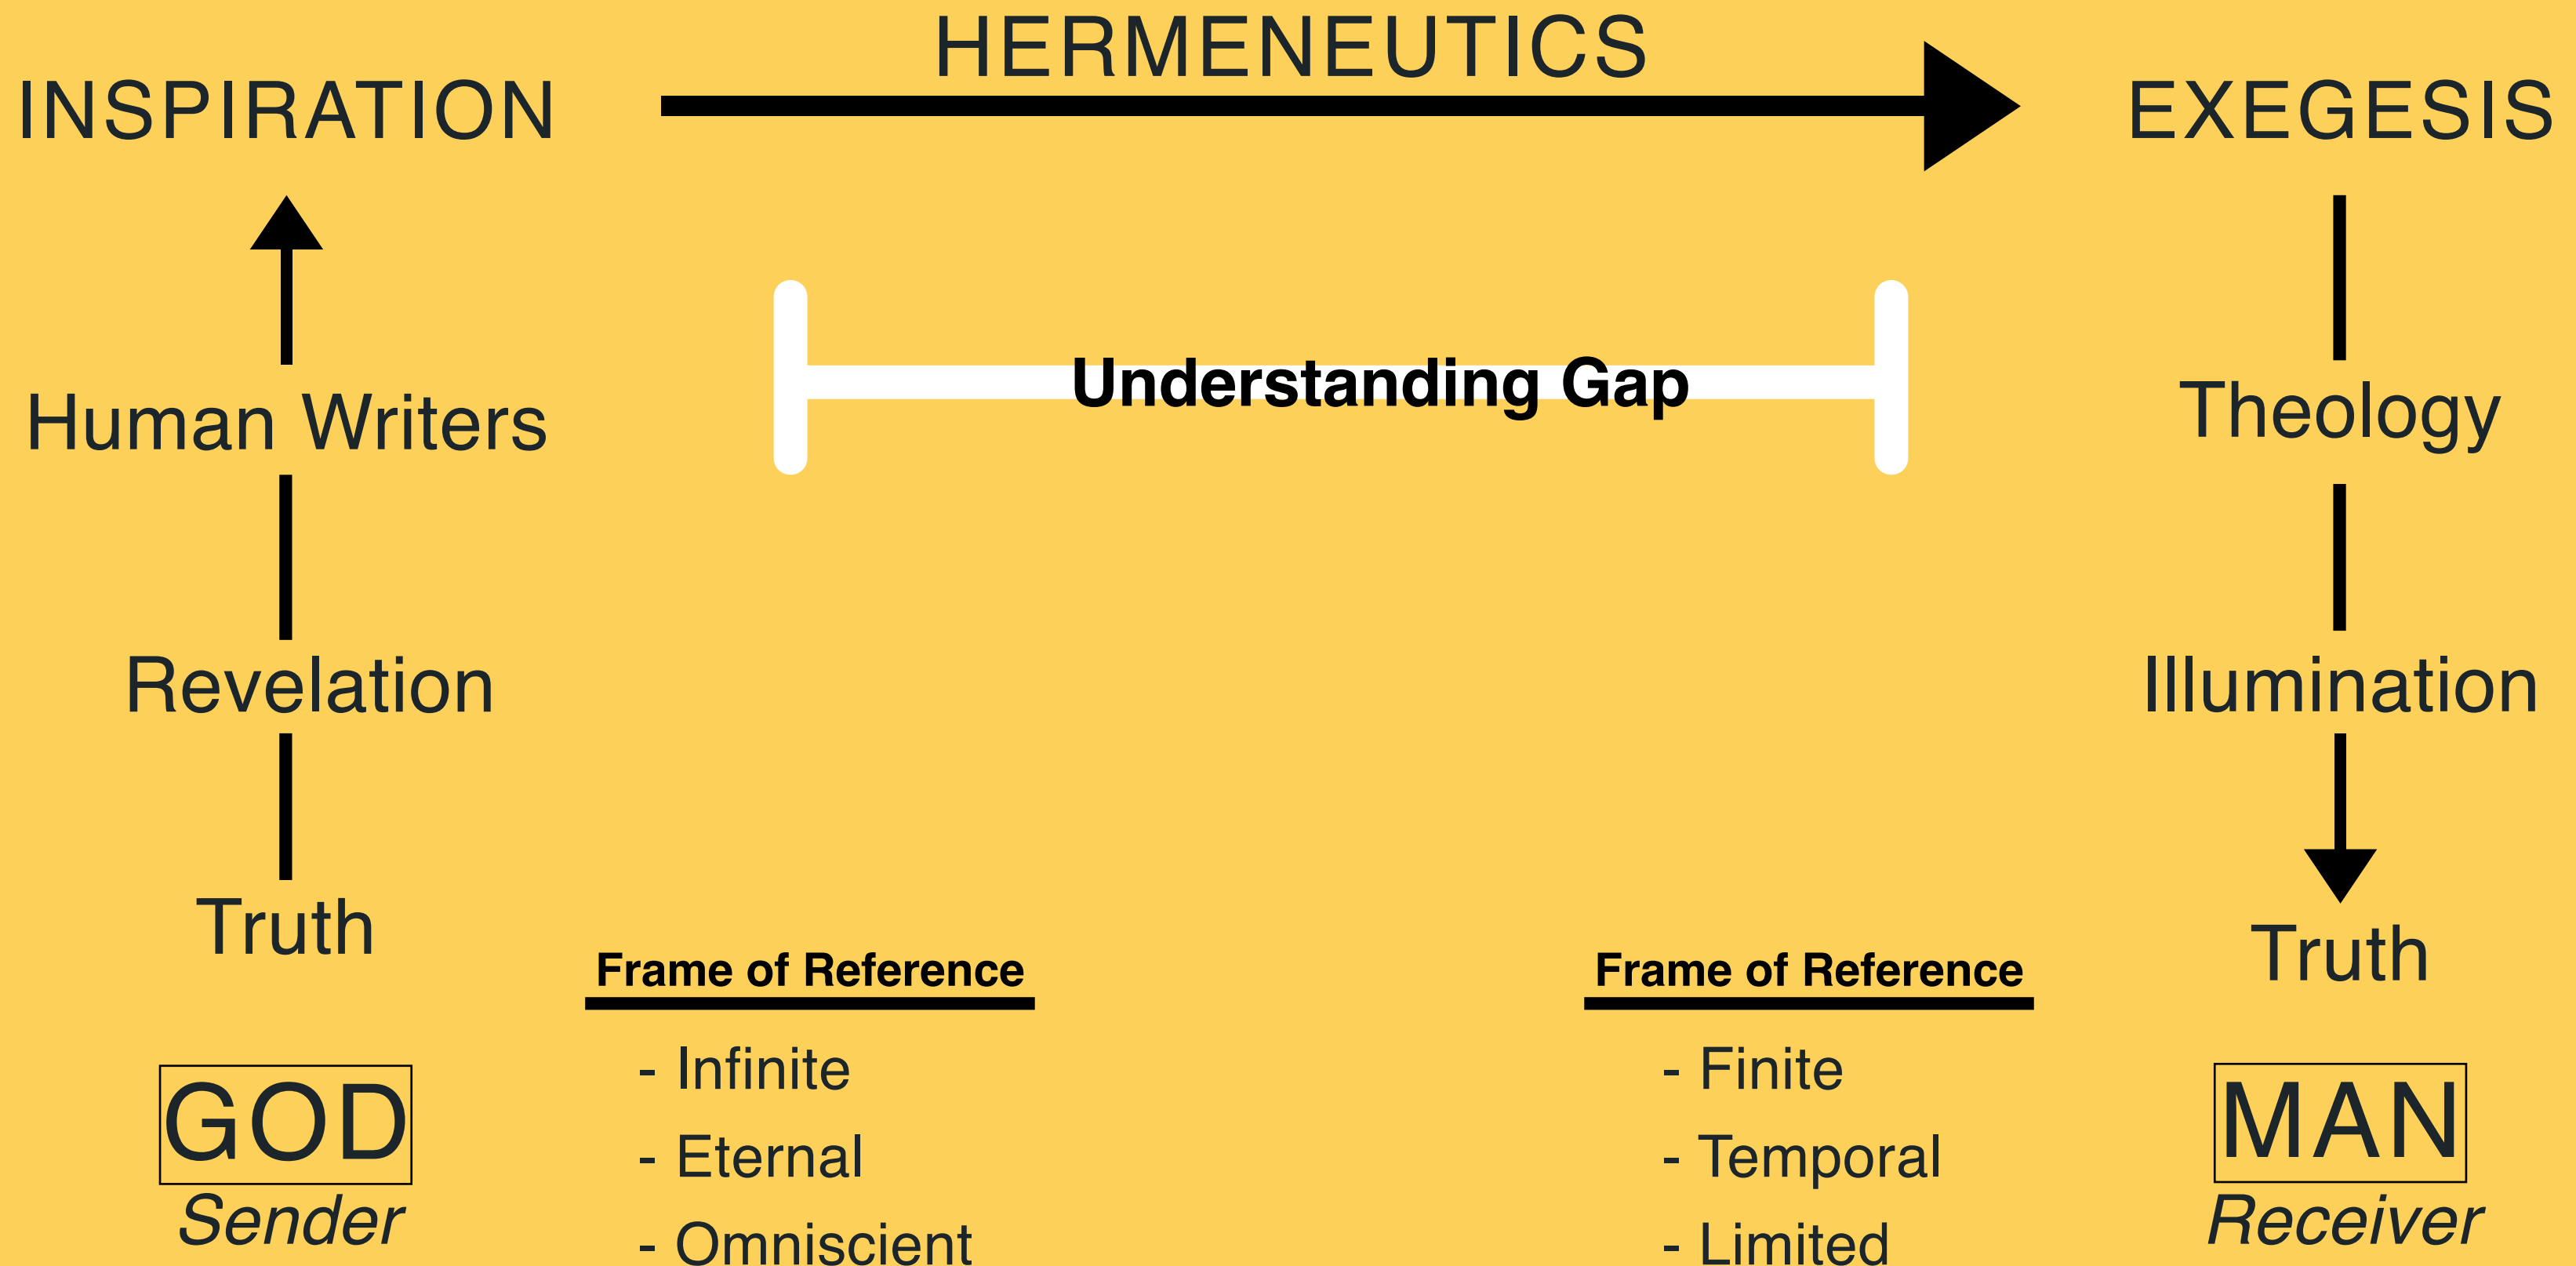 HERMENEUTICS
INSPIRATION
EXEGESIS
Understanding Gap
Human Writers
Theology
Revelation
Illumination
Truth
Truth
Frame of Reference
- Infinite
- Eternal
- Omniscient
Frame of Reference
- Finite
- Temporal
- Limited
GOD
Sender
MAN
Receiver